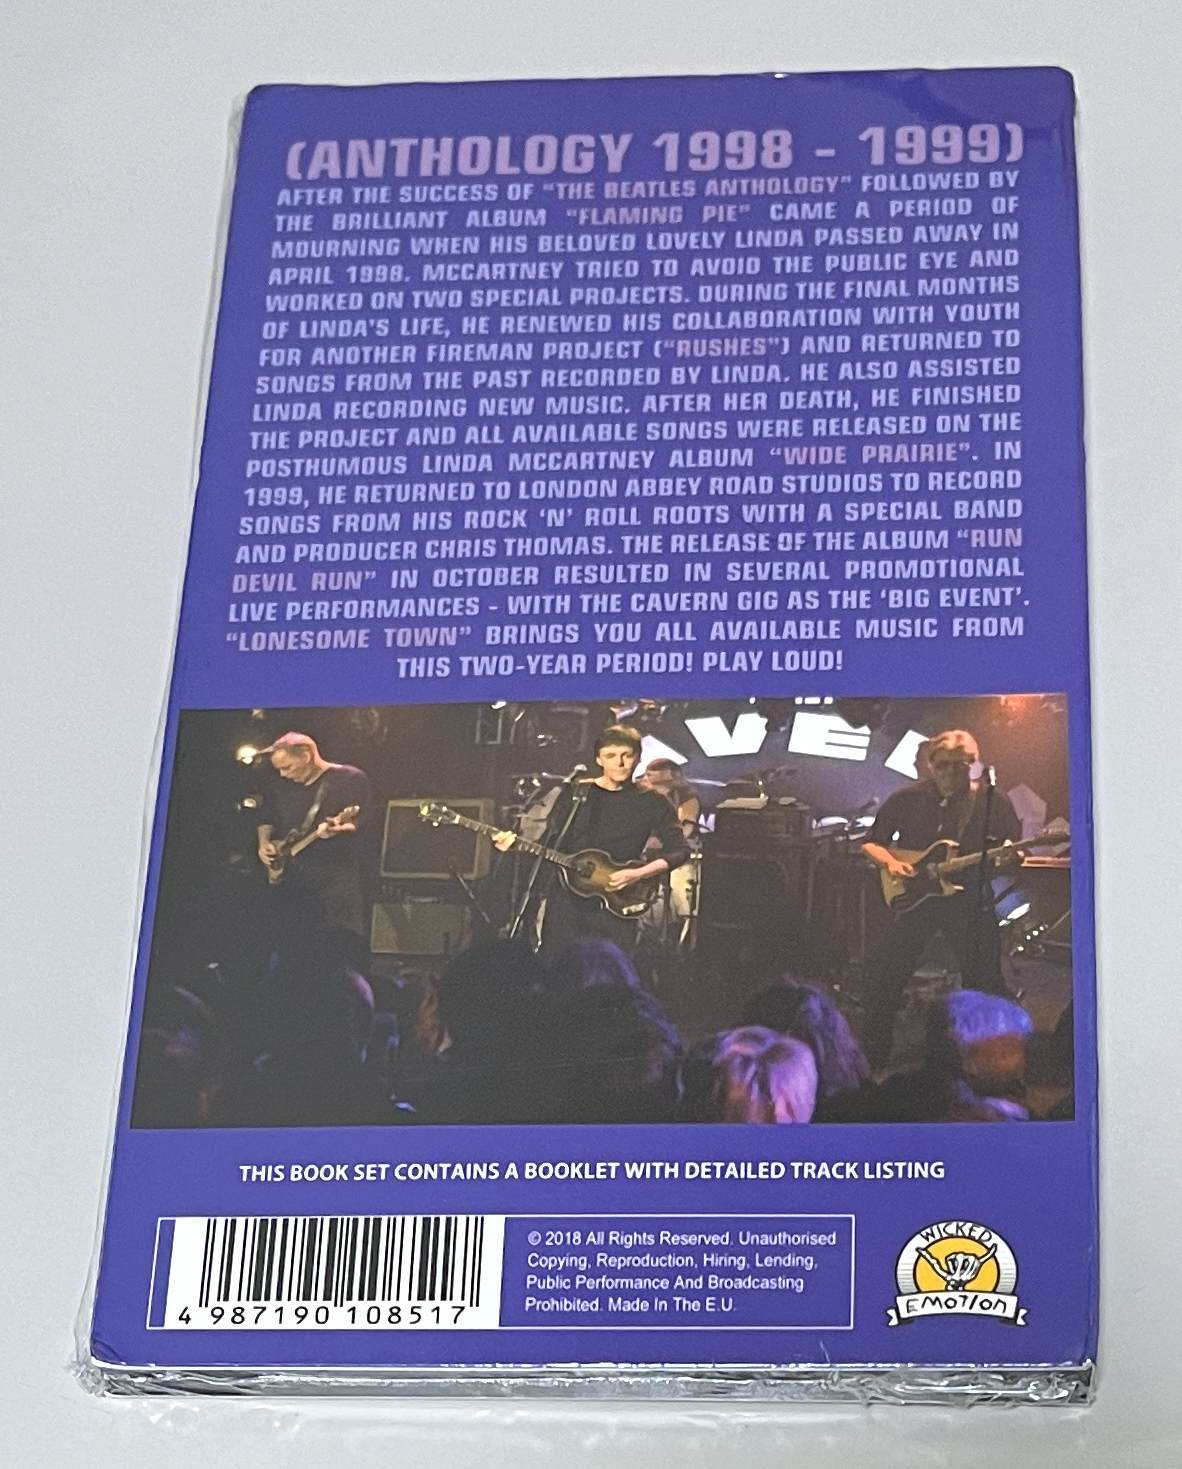 (ANTHOLOGY 1998 - 1999)
AFTER THE SUCCESS OF "THE BEATLES ANTHOLOGY" FOLLOWED BY
THE BRILLIANT ALBUM "FLAMING PIE" CAME A PERIOD OF
MOURNING WHEN HIS BELOVED LOVELY LINDA PASSED AWAY IN
APRIL 1998. MCCARTNEY TRIED TO AVOID THE PUBLIC EYE AND
WORKED ON TWO SPECIAL PROJECTS. DURING THE FINAL MONTHS
OF LINDA'S LIFE, HE RENEWED HIS COLLABORATION WITH YOUTH
FOR ANOTHER FIREMAN PROJECT ("RUSHES") AND RETURNED TO
SONGS FROM THE PAST RECORDED BY LINDA. HE ALSO ASSISTED
LINDA RECORDING NEW MUSIC. AFTER HER DEATH, HE FINISHED
THE PROJECT AND ALL AVAILABLE SONGS WERE RELEASED ON THE
POSTHUMOUS LINDA MCCARTNEY ALBUM "WIDE PRAIRIE". IN
1999, HE RETURNED TO LONDON ABBEY ROAD STUDIOS TO RECORD
SONGS FROM HIS ROCK 'N' ROLL ROOTS WITH A SPECIAL BAND
AND PRODUCER CHRIS THOMAS. THE RELEASE OF THE ALBUM "RUN
DEVIL RUN" IN OCTOBER RESULTED IN SEVERAL PROMOTIONAL
LIVE PERFORMANCES - WITH THE CAVERN GIG AS THE 'BIG EVENT'.
"LONESOME TOWN" BRINGS YOU ALL AVAILABLE MUSIC FROM
THIS TWO-YEAR PERIOD! PLAY LOUD!
AVE
THIS BOOK SET CONTAINS A BOOKLET WITH DETAILED TRACK LISTING
4 987190 108517
© 2018 All Rights Reserved. Unauthorised
Copying, Reproduction, Hiring, Lending,
Public Performance And Broadcasting
Prohibited. Made In The E.U.
WICKED
EMOTION